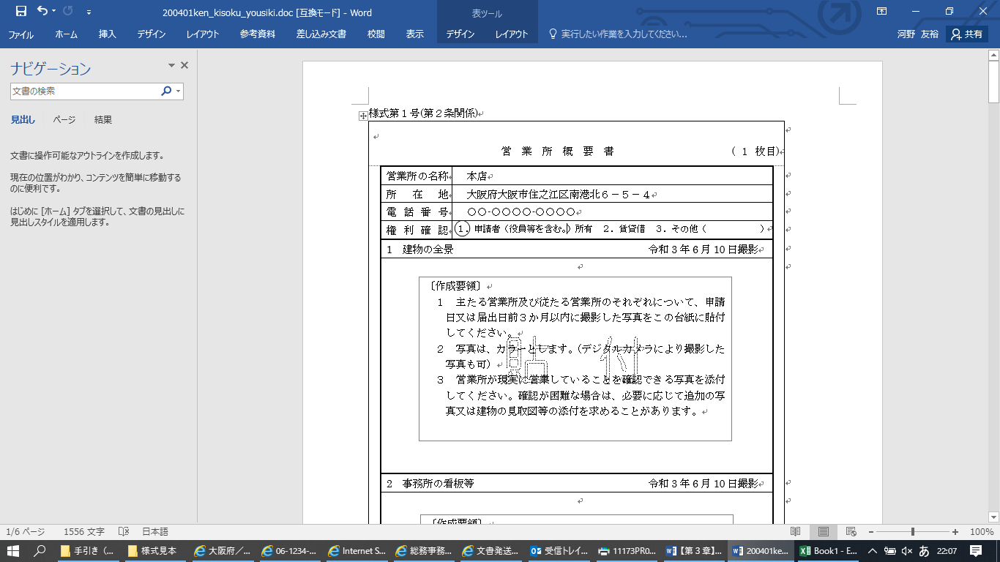 200401ken_kisoku_yousiki.doc [互換モード] - Word
表ツール
ファイル ホーム 挿入 デザイン レイアウト 参考資料 差し込み文書 校閲 表示 デザイン レイアウト 実行したい作業を入力してください... 河野 友裕 共有
ナビゲーション
文書の検索
見出し ページ 結果
文書に操作可能なアウトラインを作成します。
現在の位置がわかり、コンテンツを簡単に移動する
のに便利です。
はじめに [ホーム] タブを選択して、文書の見出しに
見出しスタイルを適用します。
様式第１号(第２条関係)
営 業 所 概 要 書 ( 1 枚目)
営業所の名称 本店
所 在 地 大阪府大阪市住之江区南港北６－５－４
電 話 番 号 〇〇-〇〇〇〇-〇〇〇〇
権 利 確 認 １．申請者（役員等を含む。）所有 ２．賃貸借 ３．その他（ ）
1 建物の全景 令和３年６月10日撮影
〔作成要領〕
１ 主たる営業所及び従たる営業所のそれぞれについて、申請
日又は届出日前３か月以内に撮影した写真をこの台紙に貼付
してください。
２ 写真は、カラーとします。(デジタルカメラにより撮影した
写真も可）
貼 付
３ 営業所が現実に営業していることを確認できる写真を添付
してください。確認が困難な場合は、必要に応じて追加の写
真又は建物の見取図等の添付を求めることがあります。
2 事務所の看板等 令和３年６月10日撮影
〔作成要領〕
1/6 ページ 1556 文字 日本語 100%
手引き（... 様式見本 大阪府／... 06-1234-... Internet S... 総務事務... 文書発送... 受信トレイ... 11173PR0... 【第３章】... 200401ke... Book1 - E... あ 22:07